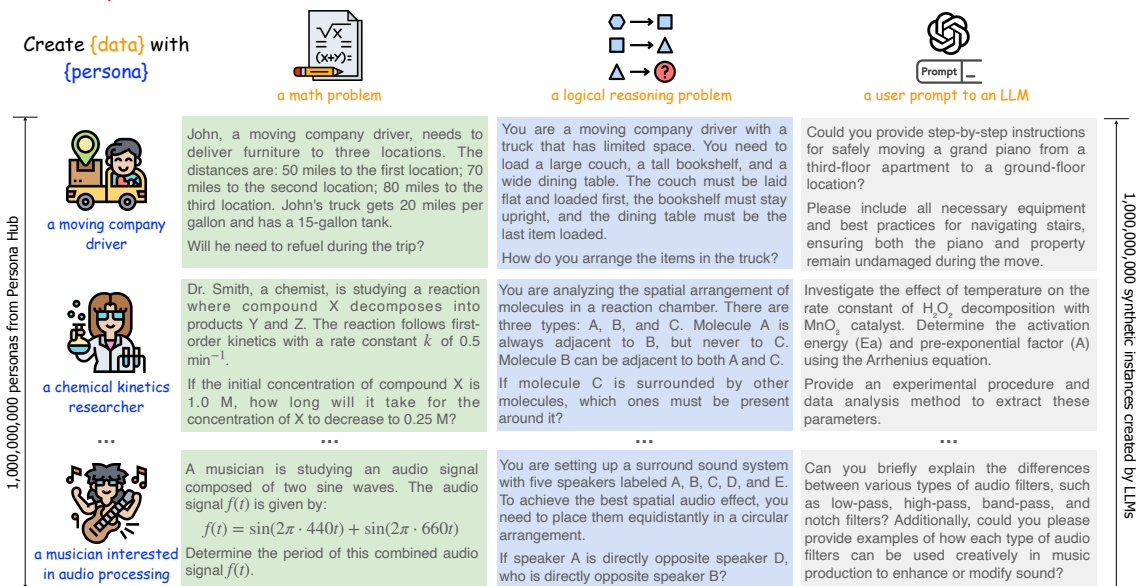 Create {data} with
{persona}
√x
(x+y)=
?
Prompt
a math problem
a logical reasoning problem
a user prompt to an LLM
1,000,000,000 personas from Persona Hub
a moving company
driver
John, a moving company driver, needs to
deliver furniture to three locations. The
distances are: 50 miles to the first location; 70
miles to the second location; 80 miles to the
third location. John's truck gets 20 miles per
gallon and has a 15-gallon tank.
Will he need to refuel during the trip?
You are a moving company driver with a
truck that has limited space. You need to
load a large couch, a tall bookshelf, and a
wide dining table. The couch must be laid
flat and loaded first, the bookshelf must stay
upright, and the dining table must be the
last item loaded.
How do you arrange the items in the truck?
Could you provide step-by-step instructions
for safely moving a grand piano from a
third-floor apartment to a ground-floor
location?
Please include all necessary equipment
and best practices for navigating stairs,
ensuring both the piano and property
remain undamaged during the move.
a chemical kinetics
researcher
Dr. Smith, a chemist, is studying a reaction
where compound X decomposes into
products Y and Z. The reaction follows first-
order kinetics with a rate constant k of 0.5
min⁻¹.
If the initial concentration of compound X is
1.0 M, how long will it take for the
concentration of X to decrease to 0.25 M?
You are analyzing the spatial arrangement of
molecules in a reaction chamber. There are
three types: A, B, and C. Molecule A is
always adjacent to B, but never to C.
Molecule B can be adjacent to both A and C.
If molecule C is surrounded by other
molecules, which ones must be present
around it?
Investigate the effect of temperature on the
rate constant of H₂O₂ decomposition with
MnO₂ catalyst. Determine the activation
energy (Ea) and pre-exponential factor (A)
using the Arrhenius equation.
Provide an experimental procedure and
data analysis method to extract these
parameters.
...
...
...
...
a musician interested
in audio processing
A musician is studying an audio signal
composed of two sine waves. The audio
signal f(t) is given by:
f(t) = sin(2π · 440t) + sin(2π · 660t)
Determine the period of this combined audio
signal f(t).
You are setting up a surround sound system
with five speakers labeled A, B, C, D, and E.
To achieve the best spatial audio effect, you
need to place them equidistantly in a circular
arrangement.
If speaker A is directly opposite speaker D,
who is directly opposite speaker B?
Can you briefly explain the differences
between various types of audio filters, such
as low-pass, high-pass, band-pass, and
notch filters? Additionally, could you please
provide examples of how each type of audio
filters can be used creatively in music
production to enhance or modify sound?
1,000,000,000 synthetic instances created by LLMs